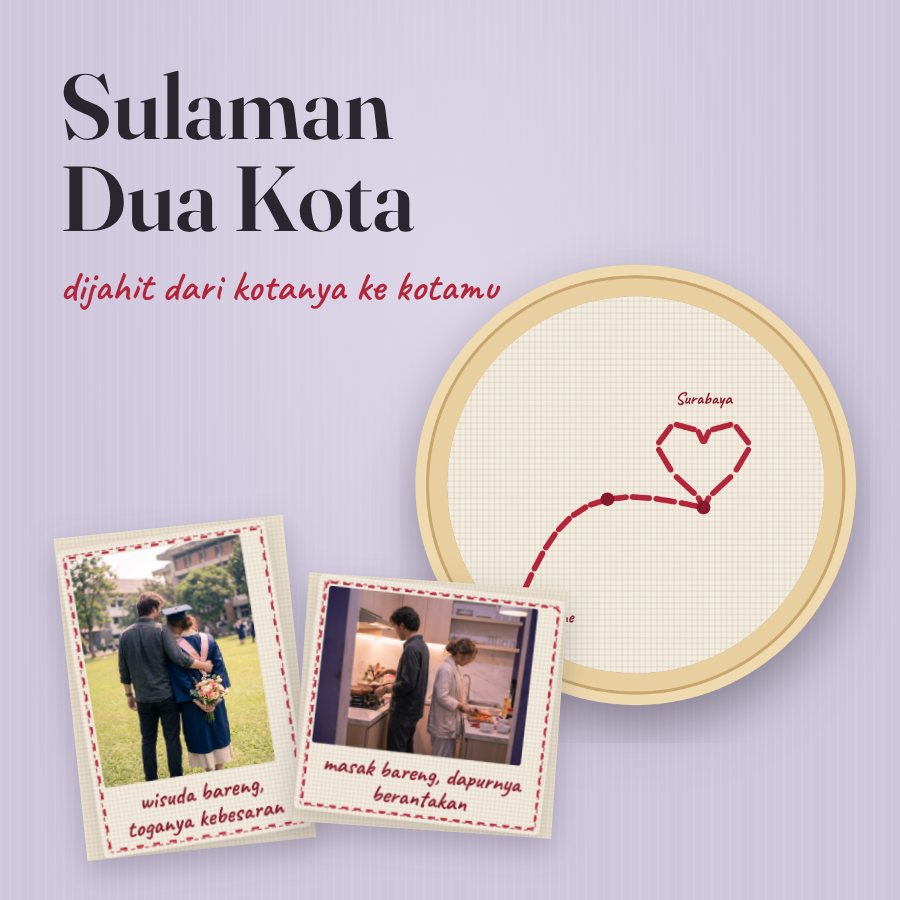 Sulaman
Dua Kota
dijahit dari kotanya ke kotamu
Surabaya
wisuda bareng,
toganya kebesaran
masak bareng, dapurnya
berantakan